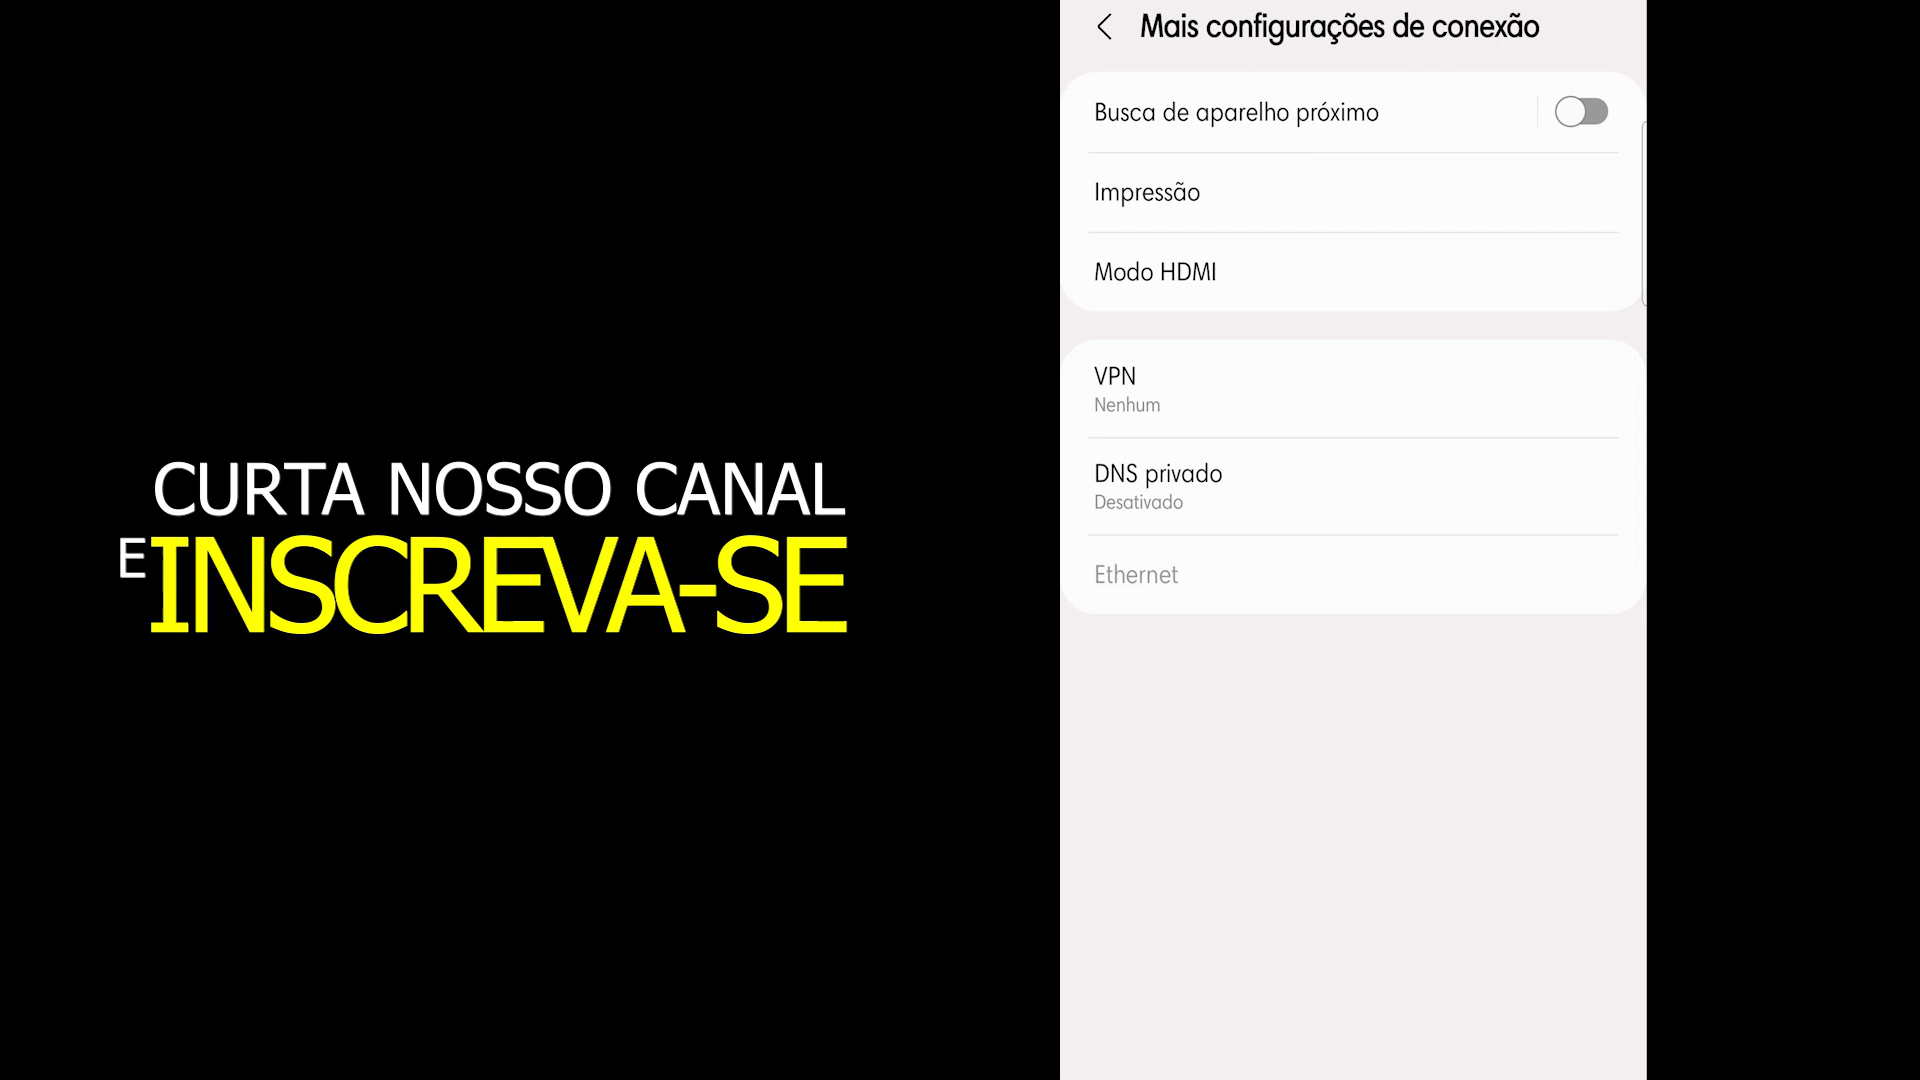 CURTA NOSSO CANAL
E INSCREVA-SE
Mais configurações de conexão
Busca de aparelho próximo
Impressão
Modo HDMI
VPN
Nenhum
DNS privado
Desativado
Ethernet